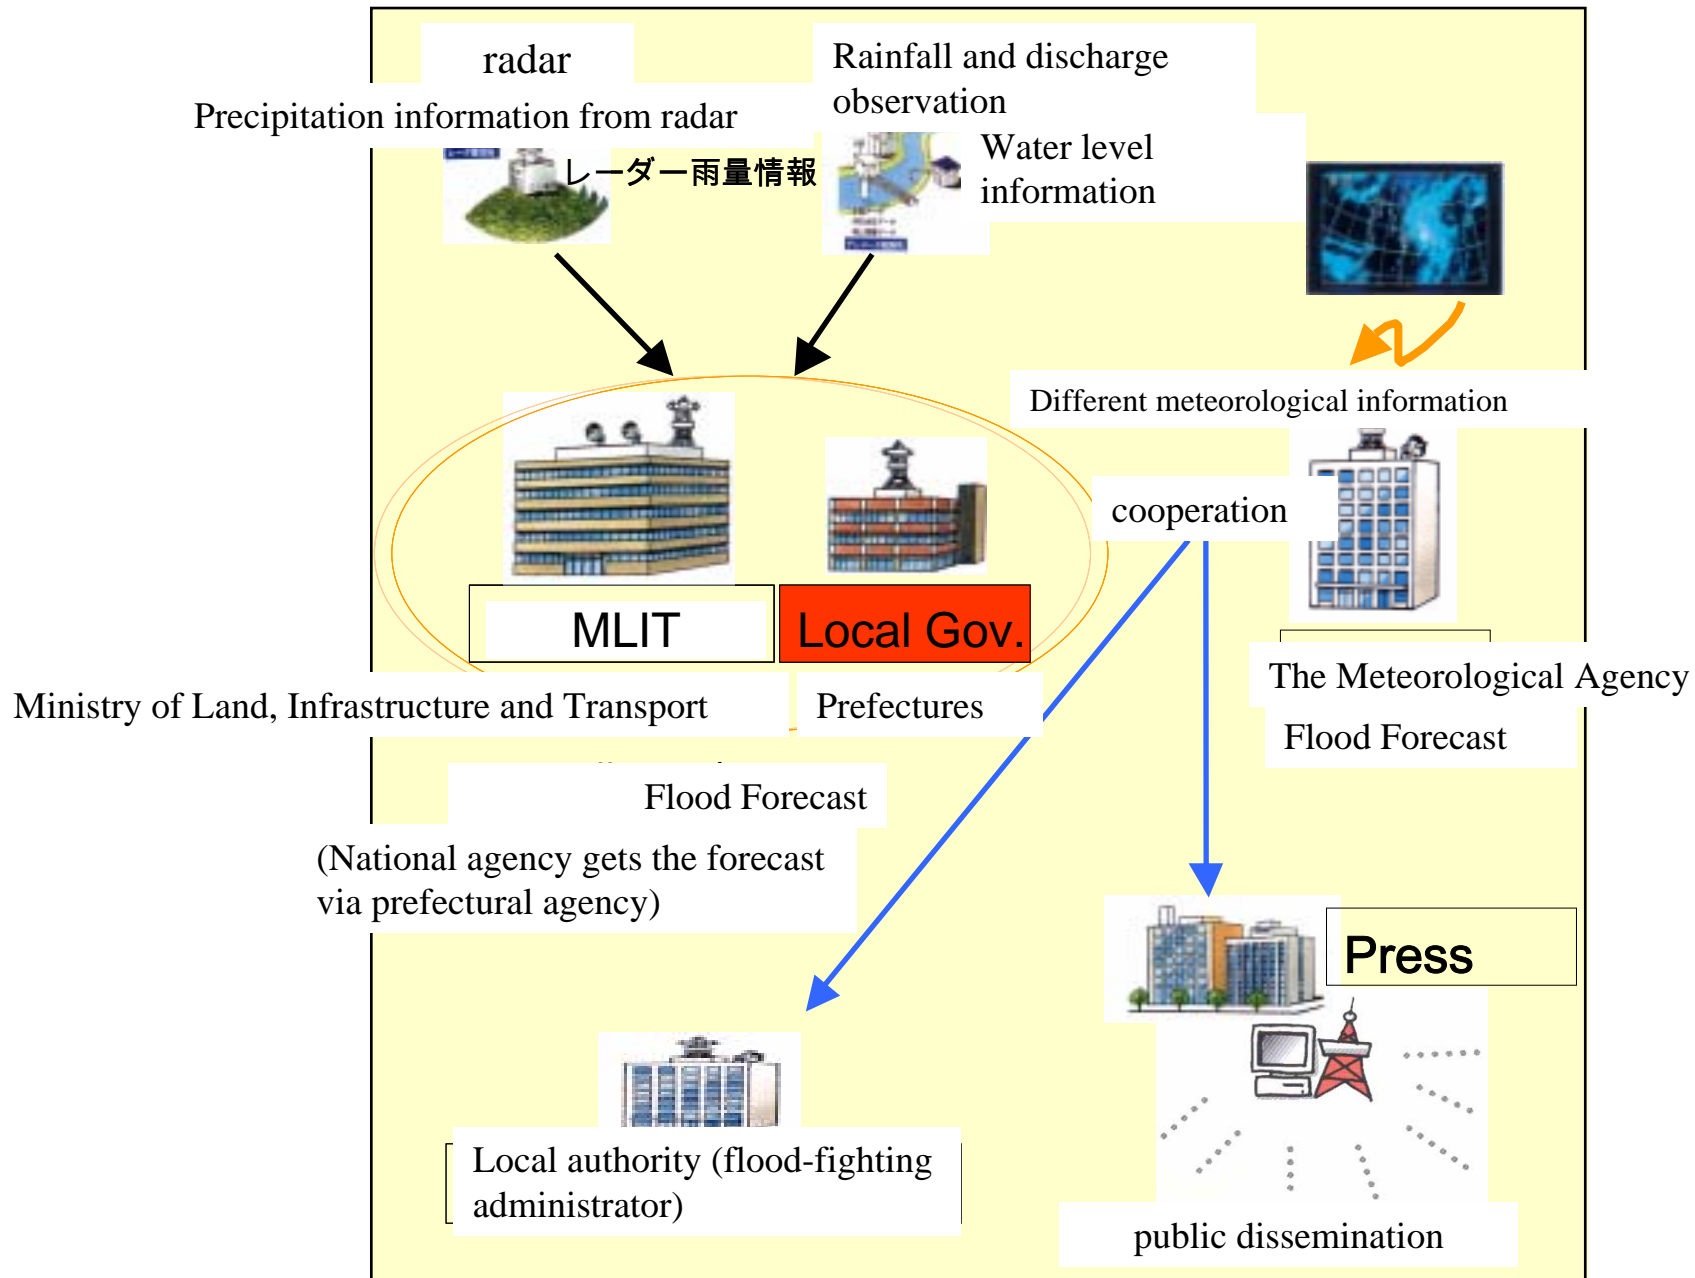 radar
Rainfall and discharge
observation
Precipitation information from radar
レーダー雨量情報
Water level
information
Different meteorological information
cooperation
MLIT
Local Gov.
Ministry of Land, Infrastructure and Transport
Prefectures
The Meteorological Agency
Flood Forecast
Flood Forecast
(National agency gets the forecast
via prefectural agency)
Press
Local authority (flood-fighting
administrator)
public dissemination